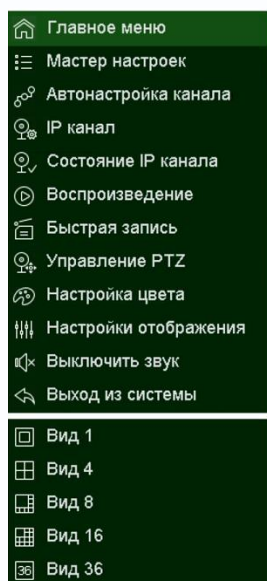 Главное меню
Мастер настроек
Автонастройка канала
IP канал
Состояние IP канала
Воспроизведение
Быстрая запись
Управление PTZ
Настройка цвета
Настройки отображения
Выключить звук
Выход из системы
Вид 1
Вид 4
Вид 8
Вид 16
36 Вид 36